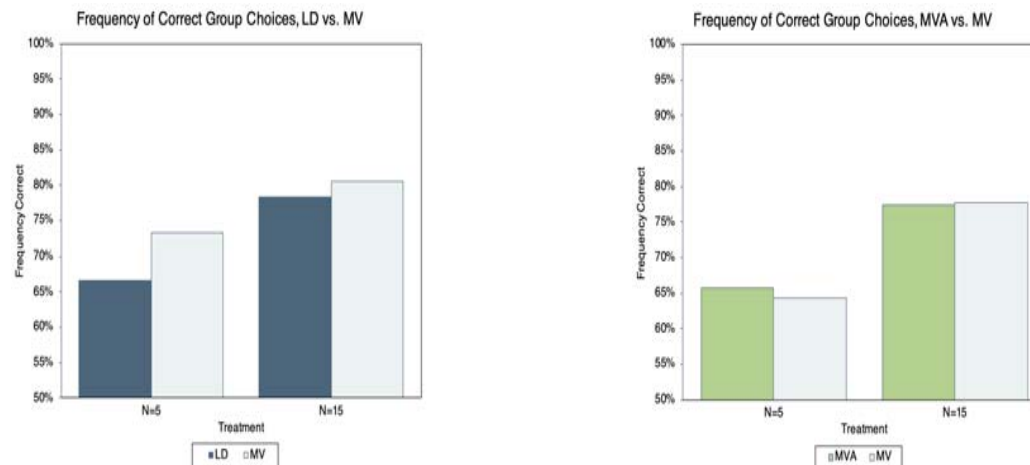 Frequency of Correct Group Choices, LD vs. MV
100%
95%
90%
85%
80%
75%
70%
65%
60%
55%
50%
Frequency Correct
N=5 N=15
Treatment
LD MV
Frequency of Correct Group Choices, MVA vs. MV
100%
95%
90%
85%
80%
75%
70%
65%
60%
55%
50%
Frequency Correct
N=5 N=15
Treatment
MVA MV